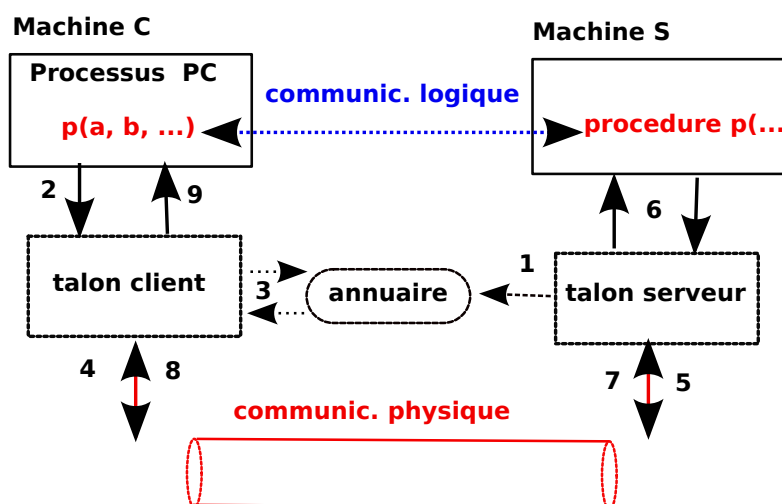 Machine C
Machine S
Processus PC
communic. logique
p(a, b, ...)
procedure p(...
2
9
6
talon client
3
annuaire
1
talon serveur
4
8
7
5
communic. physique